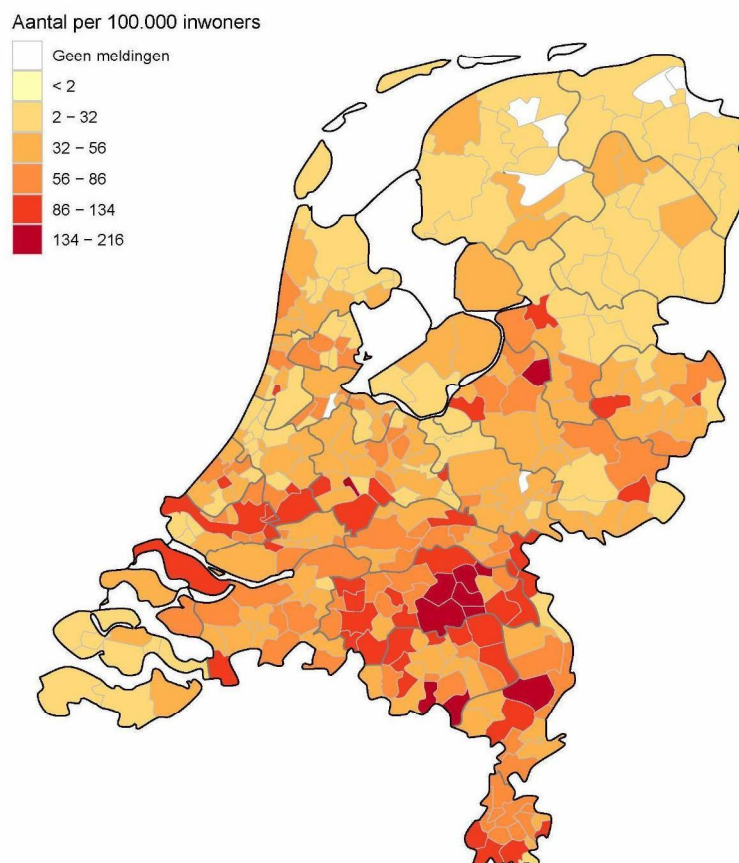 Aantal per 100.000 inwoners
Geen meldingen
< 2
2 – 32
32 – 56
56 – 86
86 – 134
134 – 216